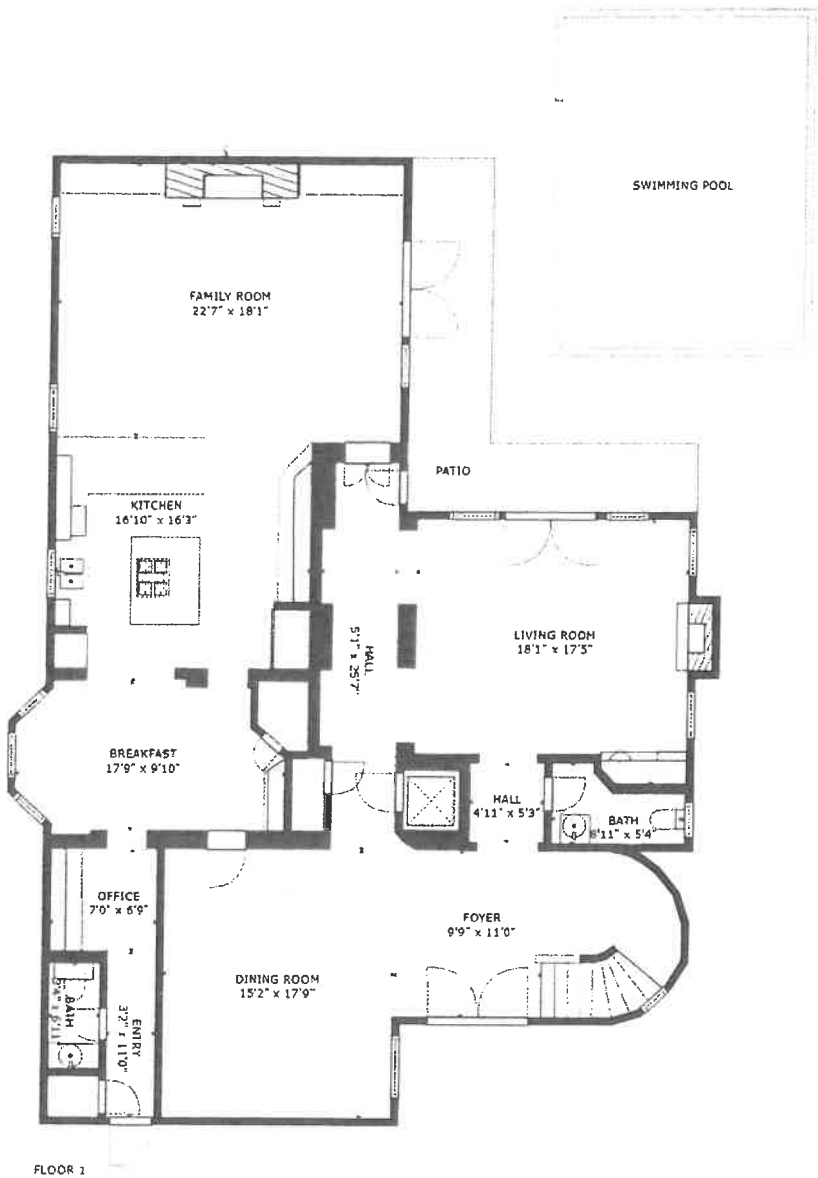 SWIMMING POOL
FAMILY ROOM
22'7" x 18'1"
PATIO
KITCHEN
16'10" x 16'3"
LIVING ROOM
18'1" x 17'5"
HALL
5'1" x 25'7"
BREAKFAST
17'9" x 9'10"
HALL
4'11" x 5'3"
BATH
x 5'4"
OFFICE
7'0" x 6'9"
FOYER
9'9" x 11'0"
DINING ROOM
15'2" x 17'9"
BATH
x 6'11"
ENTRY
3'2" x 11'0"
FLOOR 1